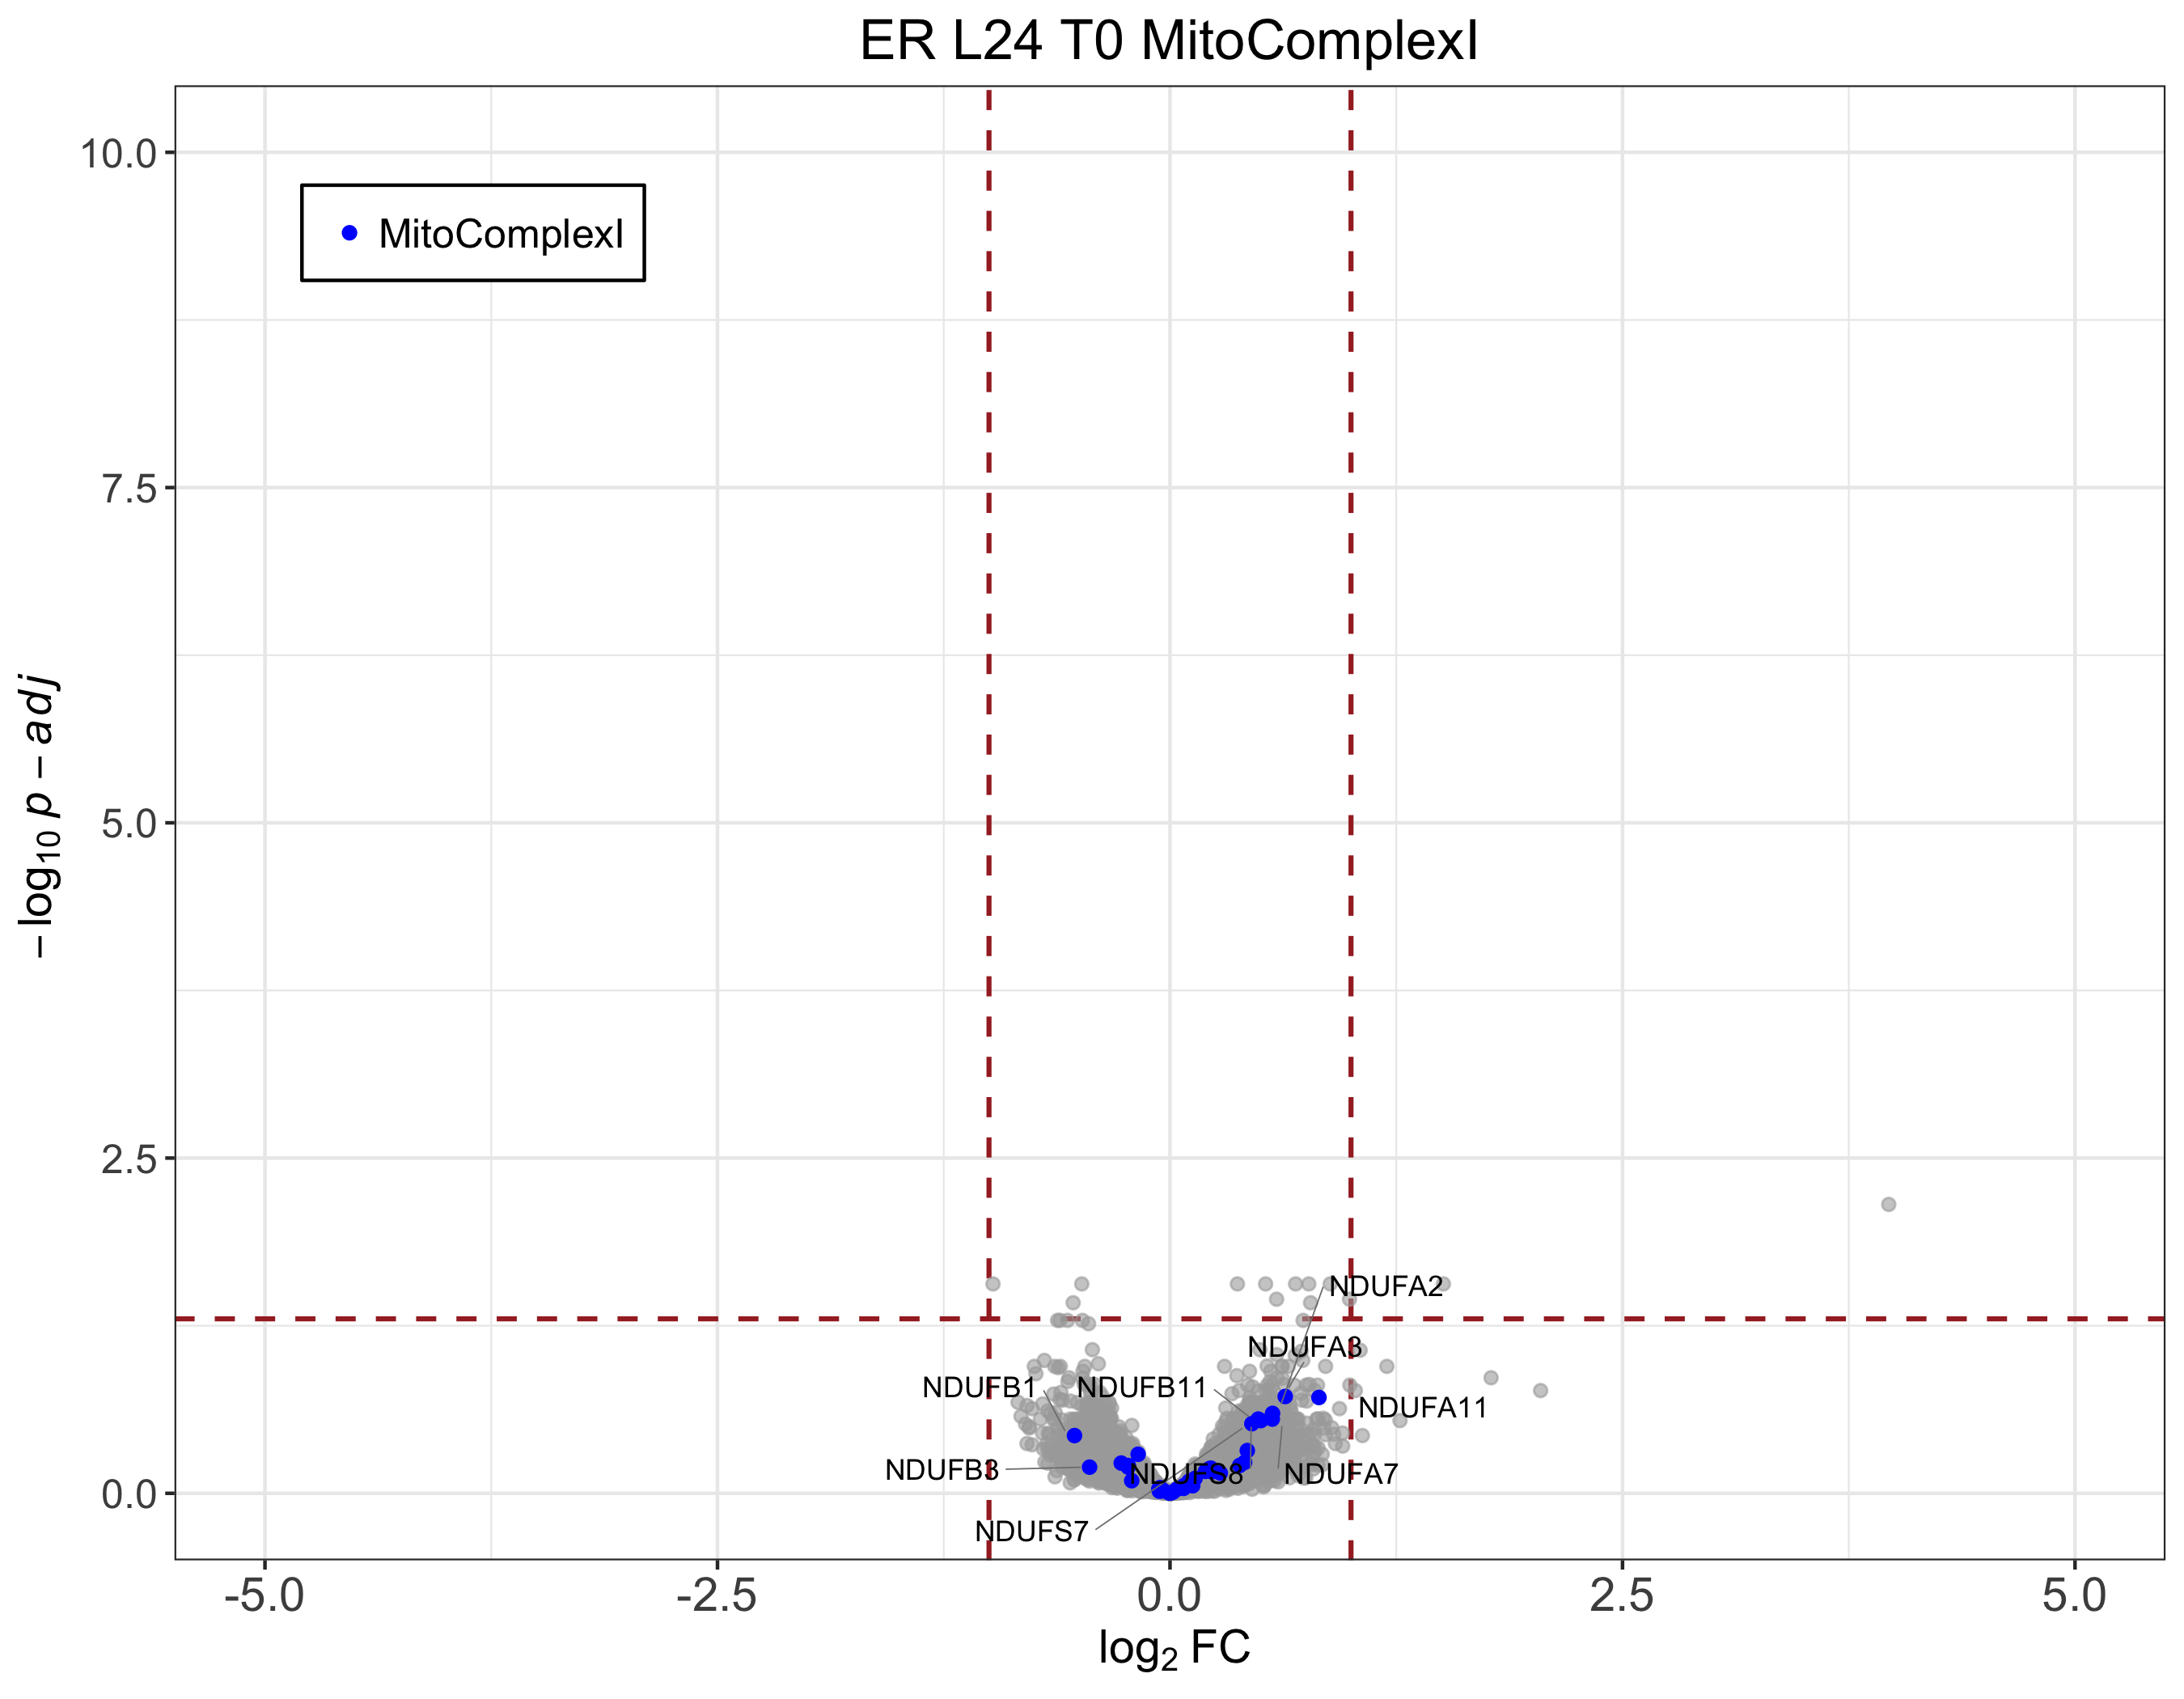 ER L24 T0 MitoComplexI
10.0
7.5
5.0
2.5
0.0
− log10 p − adj
MitoComplexI
NDUFA2
NDUFA3
NDUFB1
NDUFB11
NDUFA11
NDUFB3
NDUFS8
NDUFA7
NDUFS7
-5.0
-2.5
0.0
2.5
5.0
log2 FC